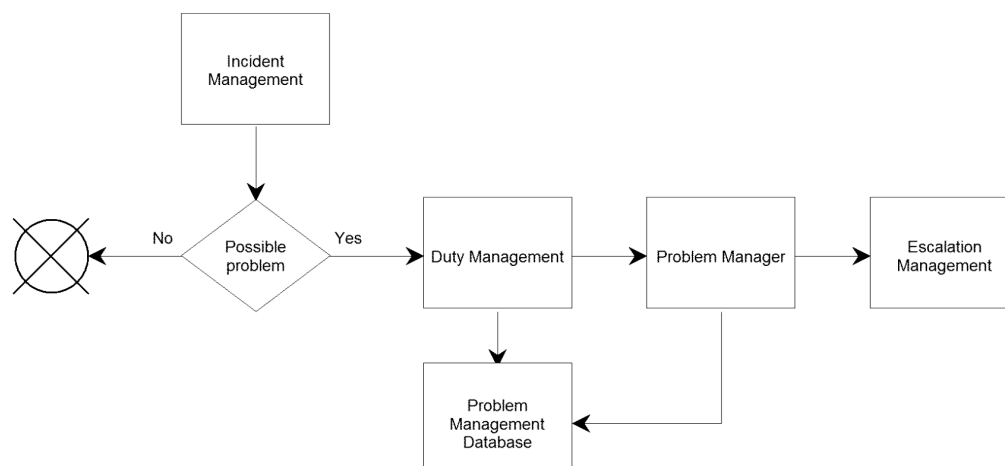 Incident
Management
No
Possible
problem
Yes
Duty Management
Problem Manager
Escalation
Management
Problem
Management
Database